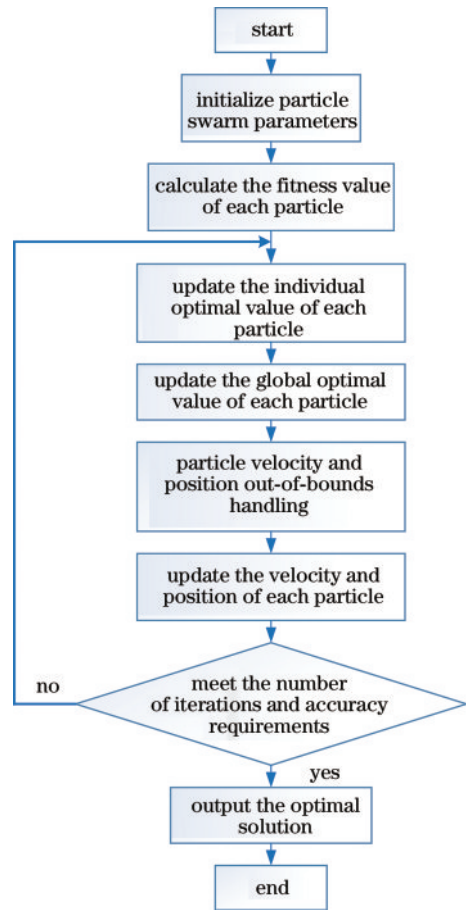 start
initialize particle
swarm parameters
calculate the fitness value
of each particle
update the individual
optimal value of each
particle
update the global optimal
value of each particle
particle velocity and
position out-of-bounds
handling
update the velocity and
position of each particle
no
meet the number
of iterations and accuracy
requirements
yes
output the optimal
solution
end